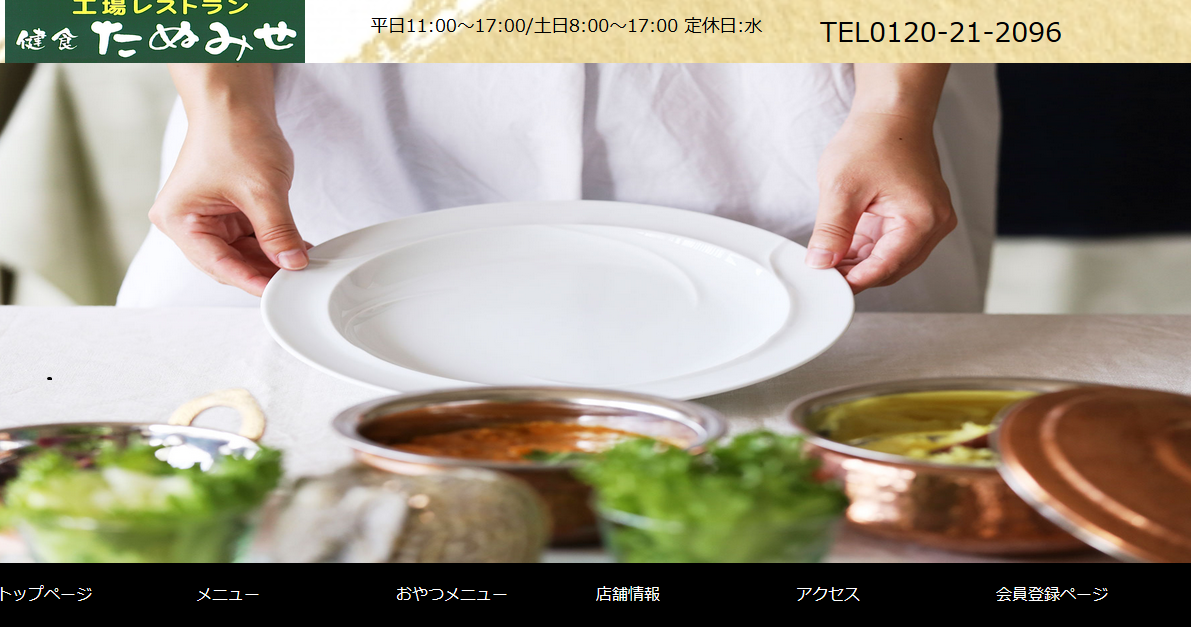 工場レストラン
健食 たぬみせ
平日11:00～17:00/土日8:00～17:00 定休日:水
TEL0120-21-2096
トップページ メニュー おやつメニュー 店舗情報 アクセス 会員登録ページ